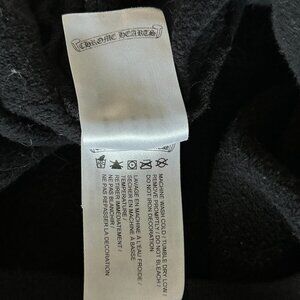 CHROME HEARTS
MACHINE WASH COLD / TUMBLE DRY LOW /
REMOVE PROMPTLY / DO NOT BLEACH /
DO NOT IRON DECORATION
LAVAGE EN MACHINE À L'EAU FROIDE /
SECHER EN MACHINE À BASSE
TEMPERATURE /
RETIRER IMMÉDIATEMENT /
NE PAS BLANCHIR /
NE PAS REPASSER LA DECORATION